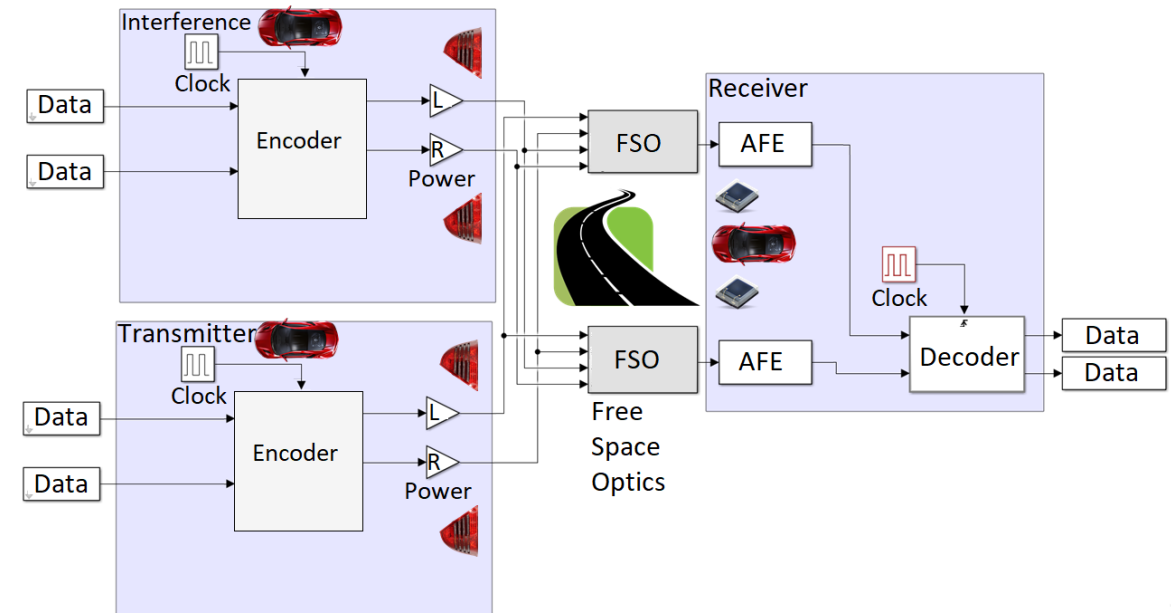 Interference
Clock
Data
Data
Encoder
L
R
Power
Transmitter
Clock
Data
Data
Encoder
L
R
Power
FSO
FSO
Free
Space
Optics
Receiver
AFE
AFE
Clock
Decoder
Data
Data